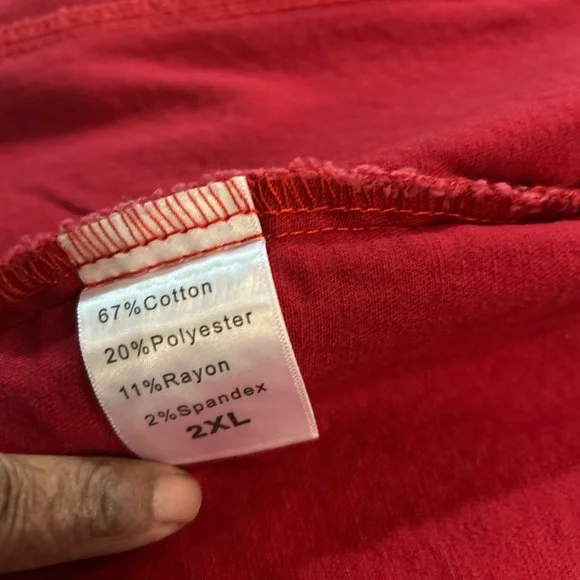 67%Cotton
20%Polyester
11%Rayon
2%Spandex
2XL